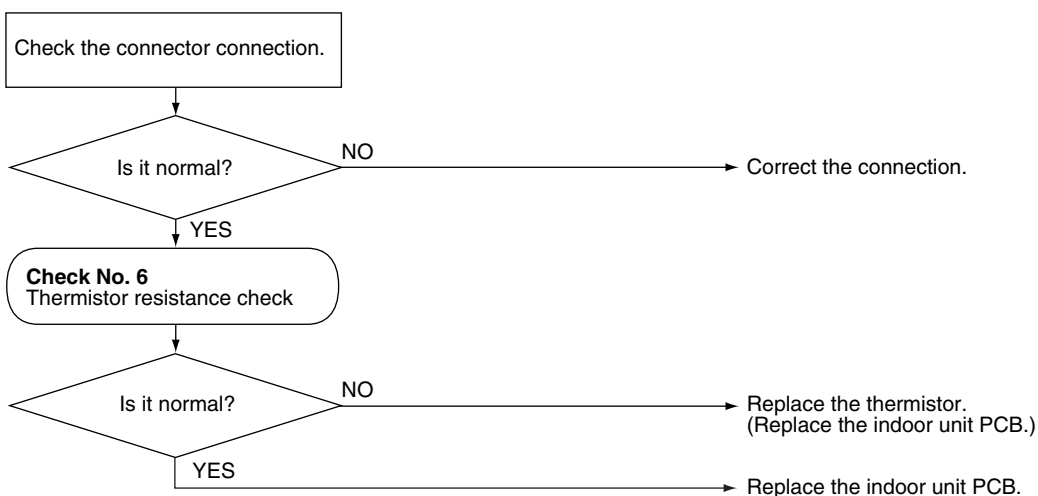 Check the connector connection.
Is it normal?
NO
Correct the connection.
YES
Check No. 6
Thermistor resistance check
Is it normal?
NO
Replace the thermistor.
(Replace the indoor unit PCB.)
YES
Replace the indoor unit PCB.